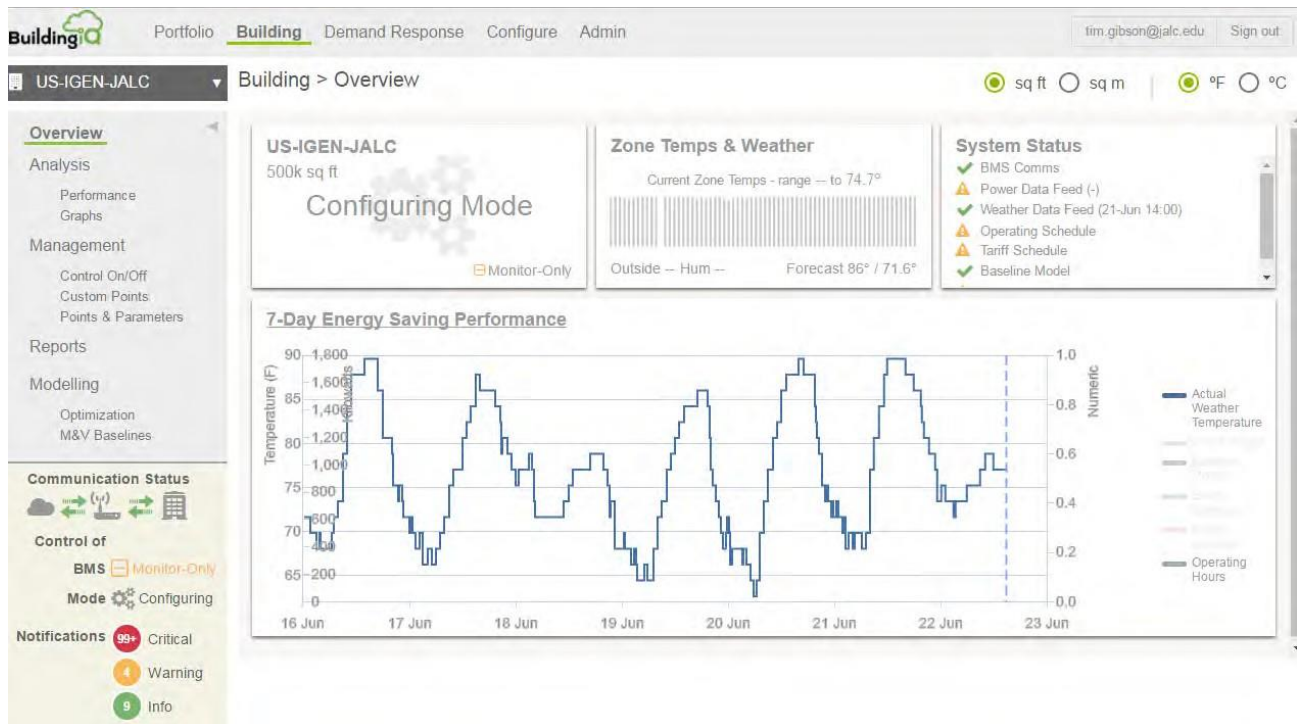 BuildingIQ
Portfolio Building Demand Response Configure Admin
tim.gibson@jalc.edu Sign out
US-IGEN-JALC
Building > Overview
sq ft sq m ºF ºC
Overview
Analysis
Performance
Graphs
Management
Control On/Off
Custom Points
Points & Parameters
Reports
Modelling
Optimization
M&V Baselines
Communication Status
Control of
BMS Monitor-Only
Mode Configuring
Notifications 99+ Critical
4 Warning
9 Info
US-IGEN-JALC
500k sq ft
Configuring Mode
Monitor-Only
Zone Temps & Weather
Current Zone Temps - range -- to 74.7º
Outside -- Hum --
Forecast 86° / 71.6°
System Status
BMS Comms
Power Data Feed (-)
Weather Data Feed (21-Jun 14:00)
Operating Schedule
Tariff Schedule
Baseline Model
7-Day Energy Saving Performance
Temperature (F)
90
85
80
75
70
65
Kilowatts
1,800
1,600
1,400
1,200
1,000
800
600
400
200
0
1.0
0.8
0.6
0.4
0.2
0.0
Numeric
16 Jun 17 Jun 18 Jun 19 Jun 20 Jun 21 Jun 22 Jun 23 Jun
Actual
Weather
Temperature
Operating
Hours